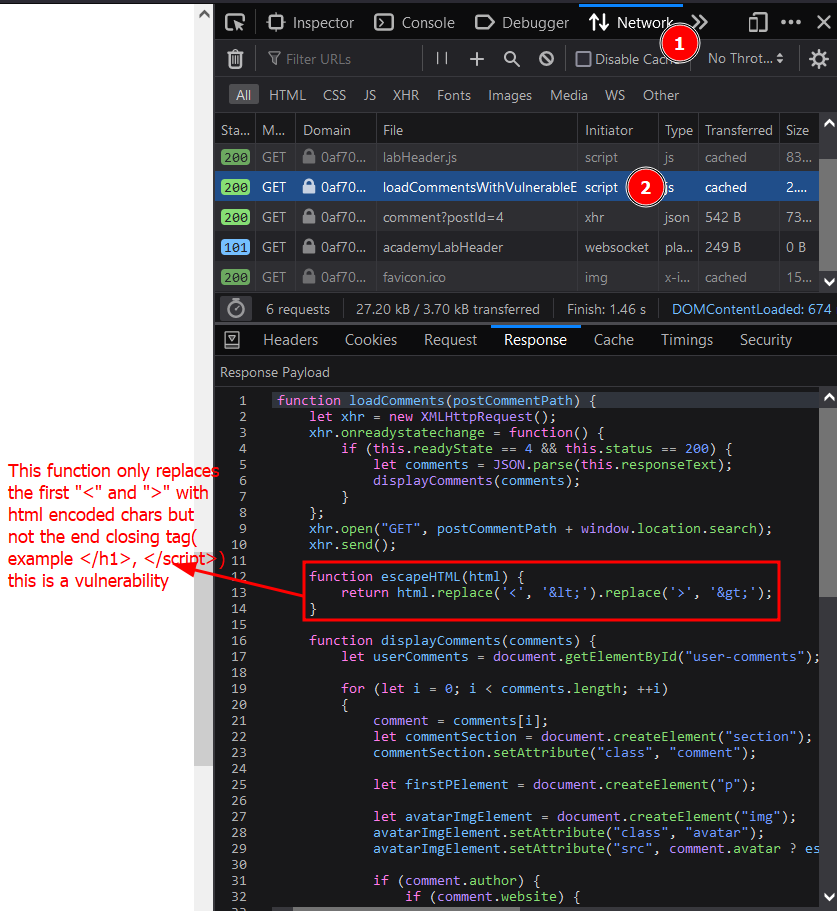 Inspector Console Debugger Network
1
Filter URLs Disable Cach No Throt...
All HTML CSS JS XHR Fonts Images Media WS Other
Sta... M... Domain File Initiator Type Transferred Size
200 GET 0af70... labHeader.js script js cached 83...
200 GET 0af70... loadCommentsWithVulnerableE script js cached 2....
2
200 GET 0af70... comment?postId=4 xhr json 542 B 73...
101 GET 0af70... academyLabHeader websocket pla... 249 B 0 B
200 GET 0af70... favicon.ico img x-i... cached 15...
6 requests 27.20 kB / 3.70 kB transferred Finish: 1.46 s DOMContentLoaded: 674
Headers Cookies Request Response Cache Timings Security
Response Payload
1 function loadComments(postCommentPath) {
2 let xhr = new XMLHttpRequest();
3 xhr.onreadystatechange = function() {
4 if (this.readyState == 4 && this.status == 200) {
5 let comments = JSON.parse(this.responseText);
6 displayComments(comments);
7 }
8 };
9 xhr.open("GET", postCommentPath + window.location.search);
10 xhr.send();
11
12 function escapeHTML(html) {
13 return html.replace('<', '&lt;').replace('>', '&gt;');
14 }
15
16 function displayComments(comments) {
17 let userComments = document.getElementById("user-comments");
18
19 for (let i = 0; i < comments.length; ++i)
20 {
21 comment = comments[i];
22 let commentSection = document.createElement("section");
23 commentSection.setAttribute("class", "comment");
24
25 let firstPElement = document.createElement("p");
26
27 let avatarImgElement = document.createElement("img");
28 avatarImgElement.setAttribute("class", "avatar");
29 avatarImgElement.setAttribute("src", comment.avatar ? es
30
31 if (comment.author) {
32 if (comment.website) {
This function only replaces
the first "<" and ">" with
html encoded chars but
not the end closing tag(
example </h1>, </script>)
this is a vulnerability